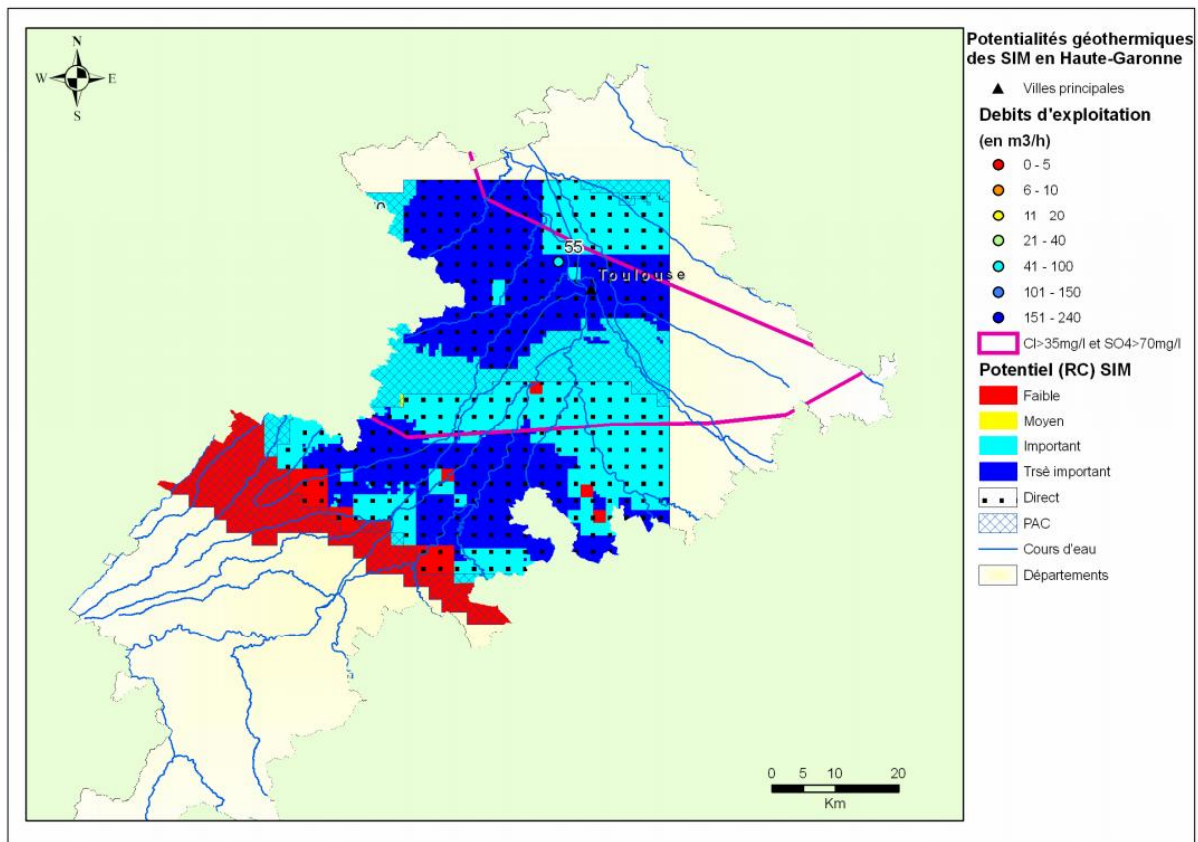 N
W E
S
55
Toulouse
0 5 10 20
Km
Potentialités géothermiques
des SIM en Haute-Garonne
Villes principales
Debits d'exploitation
(en m3/h)
0 - 5
6 - 10
11 20
21 - 40
41 - 100
101 - 150
151 - 240
Cl>35mg/l et SO4>70mg/l
Potentiel (RC) SIM
Faible
Moyen
Important
Trsè important
Direct
PAC
Cours d'eau
Départements